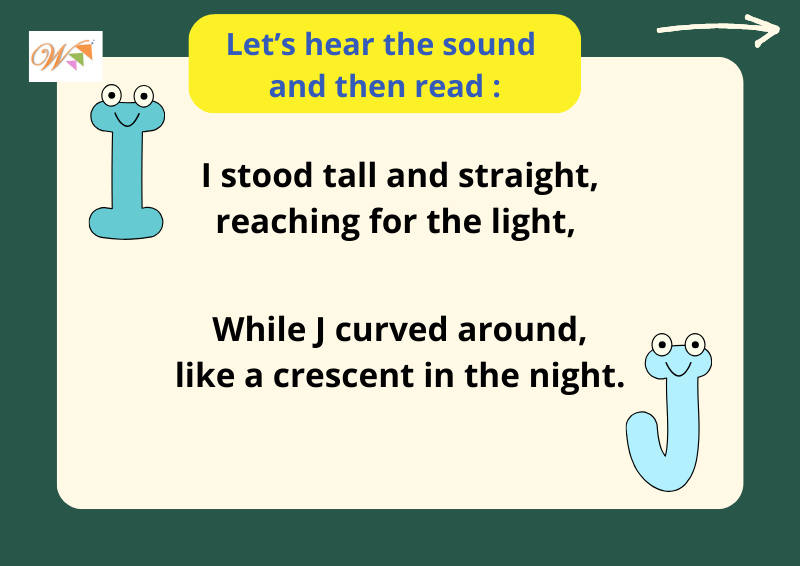 W
Let’s hear the sound
and then read :
I stood tall and straight,
reaching for the light,
While J curved around,
like a crescent in the night.